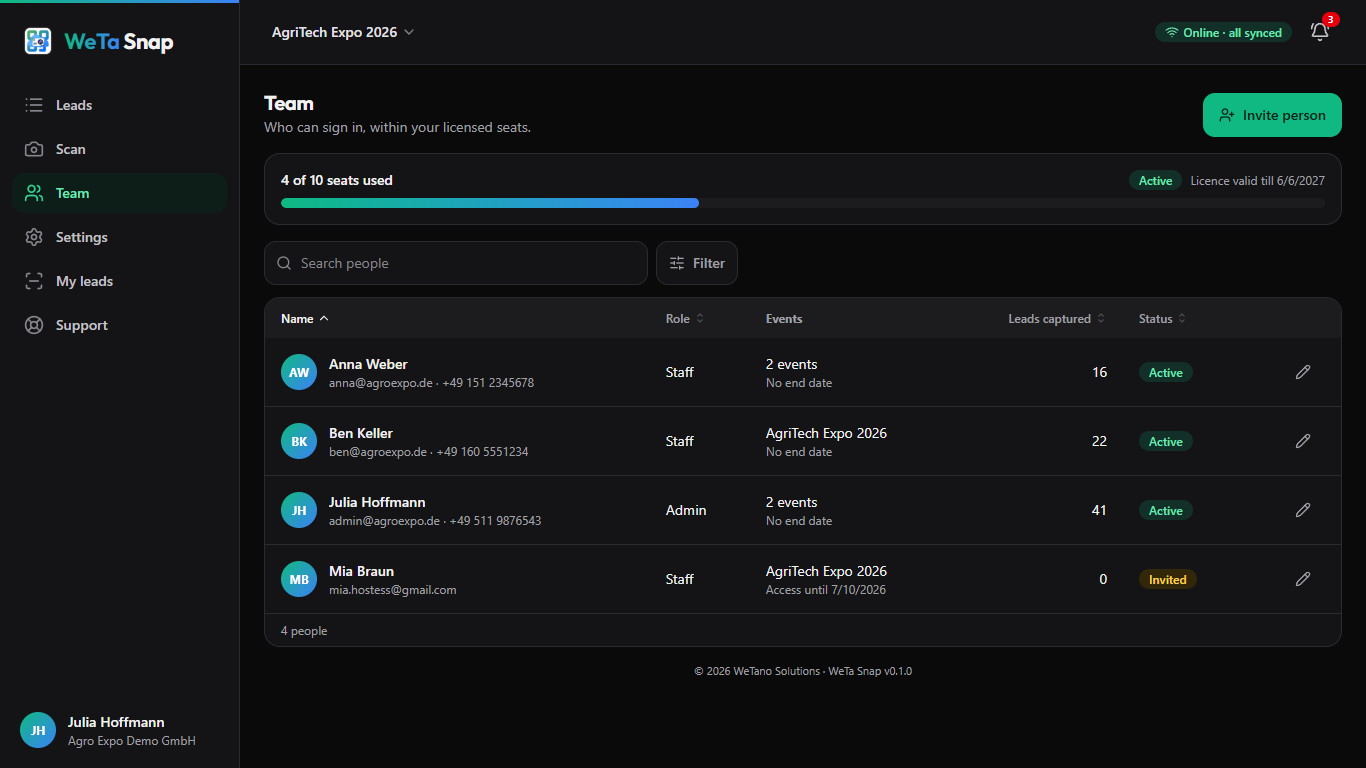 WeTa Snap
AgriTech Expo 2026
Online · all synced
3
Leads
Scan
Team
Settings
My leads
Support
Team
Who can sign in, within your licensed seats.
Invite person
4 of 10 seats used
Active
Licence valid till 6/6/2027
Search people
Filter
Name
Role
Events
Leads captured
Status
AW
Anna Weber
anna@agroexpo.de · +49 151 2345678
Staff
2 events
No end date
16
Active
BK
Ben Keller
ben@agroexpo.de · +49 160 5551234
Staff
AgriTech Expo 2026
No end date
22
Active
JH
Julia Hoffmann
admin@agroexpo.de · +49 511 9876543
Admin
2 events
No end date
41
Active
MB
Mia Braun
mia.hostess@gmail.com
Staff
AgriTech Expo 2026
Access until 7/10/2026
0
Invited
4 people
© 2026 WeTano Solutions · WeTa Snap v0.1.0
JH
Julia Hoffmann
Agro Expo Demo GmbH